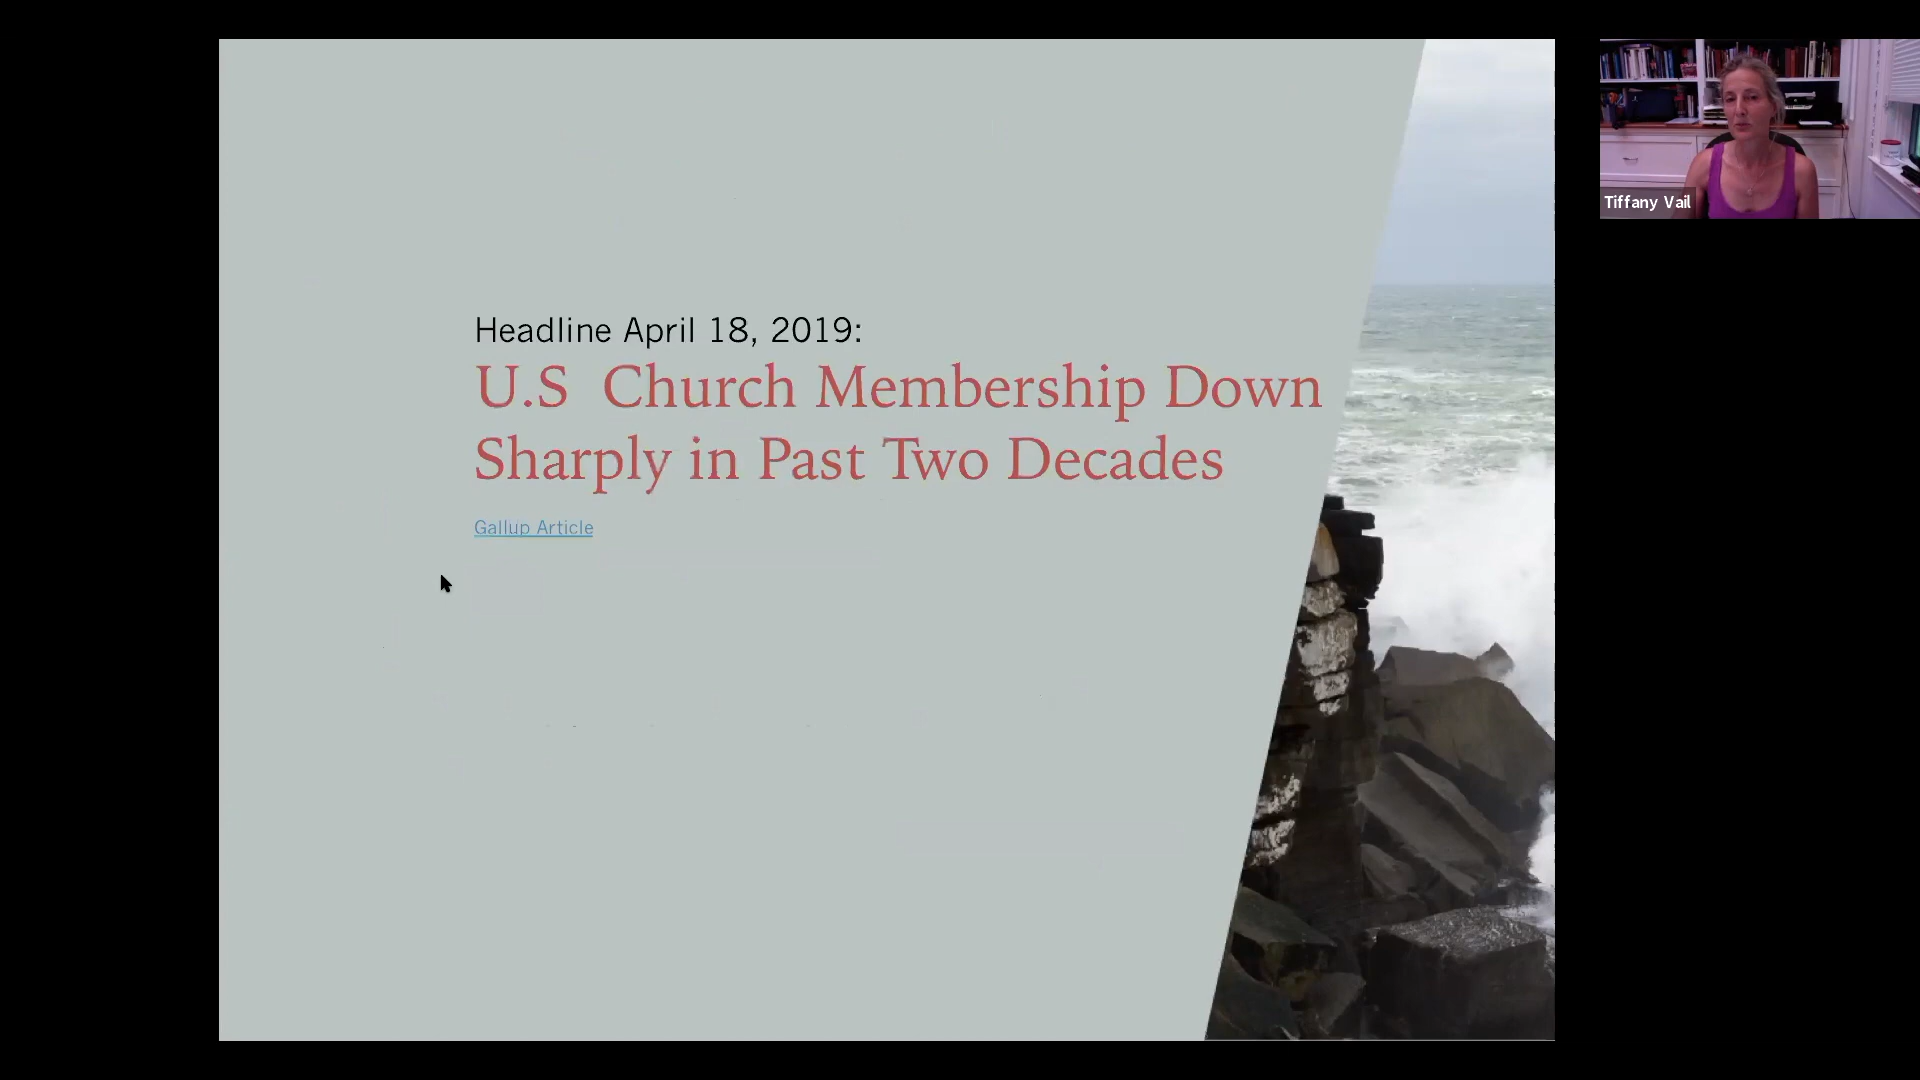 Headline April 18, 2019:
U.S Church Membership Down
Sharply in Past Two Decades
Gallup Article
Tiffany Vail